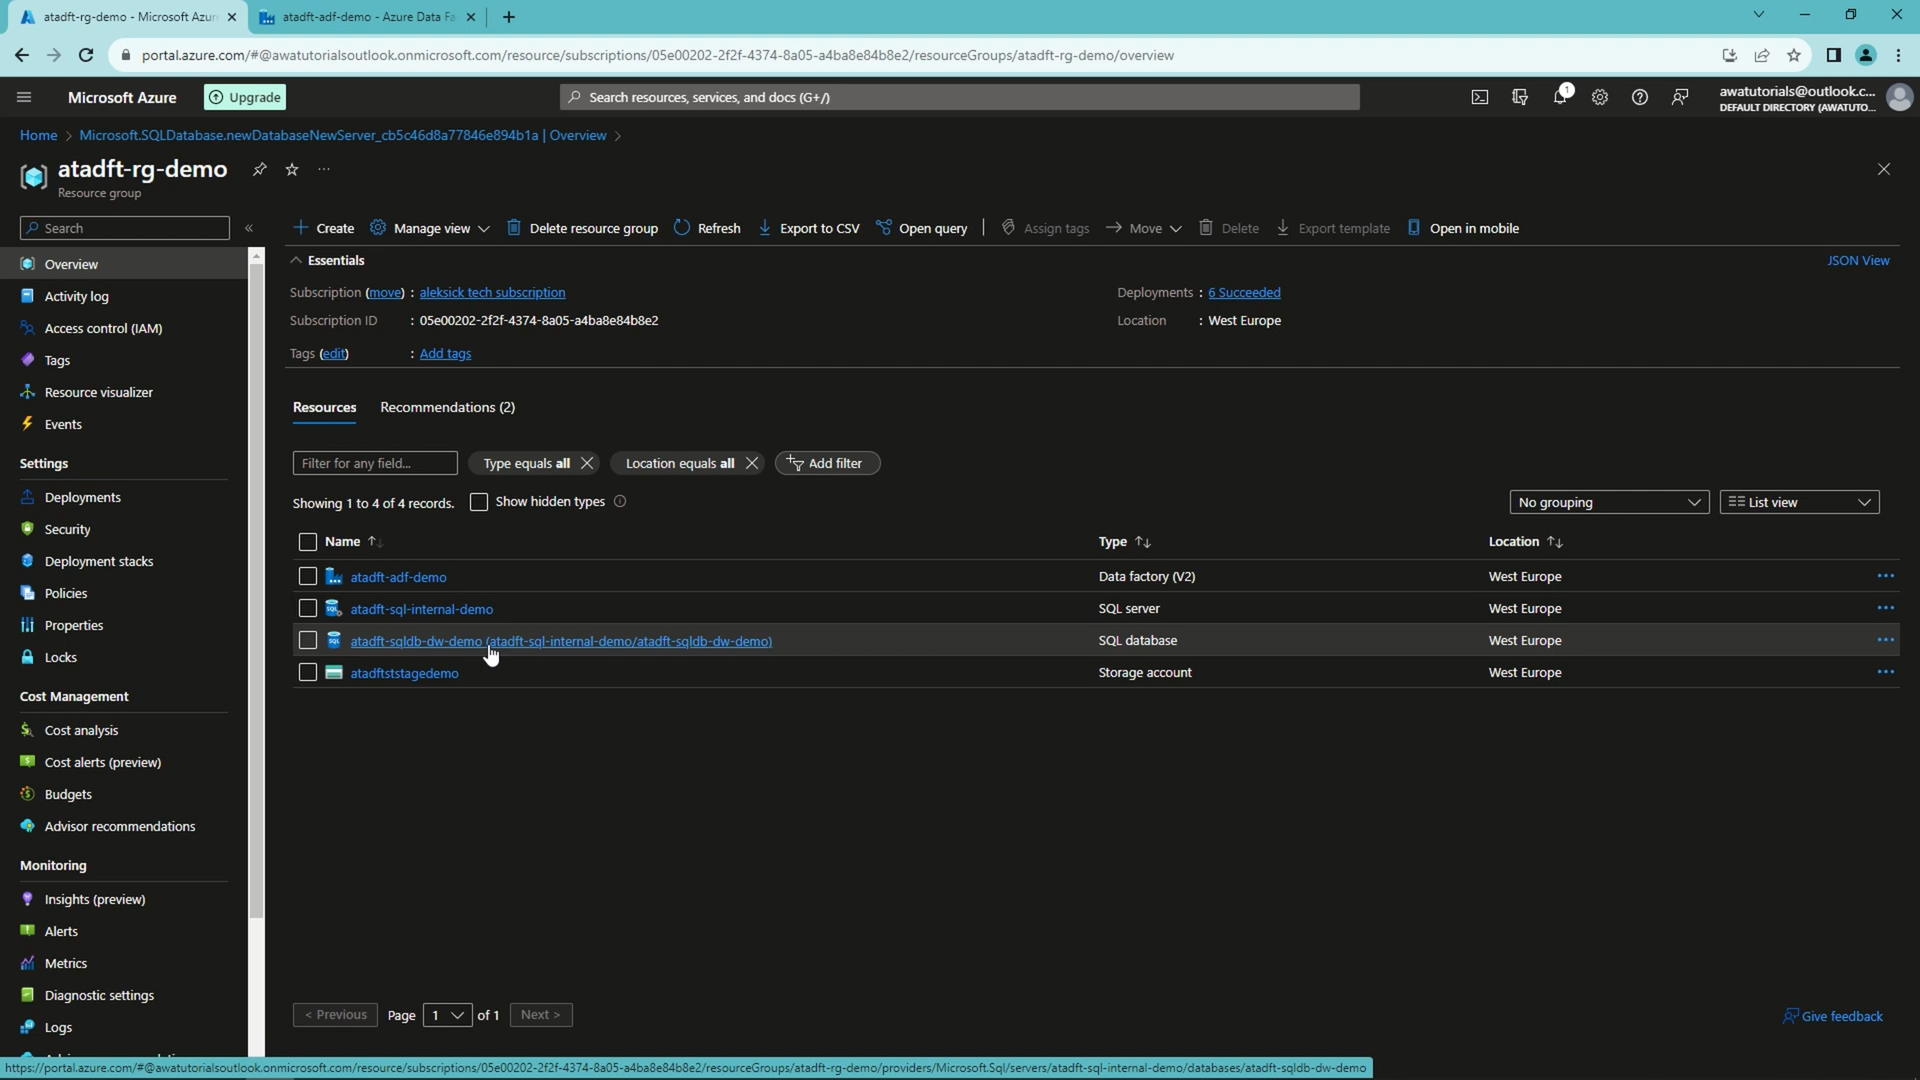 atadft-rg-demo - Microsoft Azur
atadft-adf-demo - Azure Data Fa
portal.azure.com/#@awatutorialsoutlook.onmicrosoft.com/resource/subscriptions/05e00202-2f2f-4374-8a05-a4ba8e84b8e2/resourceGroups/atadft-rg-demo/overview
Microsoft Azure
Upgrade
Search resources, services, and docs (G+/)
1
awatutorials@outlook.c...
DEFAULT DIRECTORY (AWATUTO...
Home > Microsoft.SQLDatabase.newDatabaseNewServer_cb5c46d8a77846e894b1a | Overview >
atadft-rg-demo
Resource group
Search
Create
Manage view
Delete resource group
Refresh
Export to CSV
Open query
Assign tags
Move
Delete
Export template
Open in mobile
Overview
Activity log
Access control (IAM)
Tags
Resource visualizer
Events
Settings
Deployments
Security
Deployment stacks
Policies
Properties
Locks
Cost Management
Cost analysis
Cost alerts (preview)
Budgets
Advisor recommendations
Monitoring
Insights (preview)
Alerts
Metrics
Diagnostic settings
Logs
Essentials
JSON View
Subscription (move) : aleksick tech subscription
Deployments : 6 Succeeded
Subscription ID : 05e00202-2f2f-4374-8a05-a4ba8e84b8e2
Location : West Europe
Tags (edit) : Add tags
Resources
Recommendations (2)
Filter for any field...
Type equals all
Location equals all
Add filter
Showing 1 to 4 of 4 records.
Show hidden types
No grouping
List view
Name
Type
Location
atadft-adf-demo
Data factory (V2)
West Europe
atadft-sql-internal-demo
SQL server
West Europe
atadft-sqldb-dw-demo (atadft-sql-internal-demo/atadft-sqldb-dw-demo)
SQL database
West Europe
atadftststagedemo
Storage account
West Europe
< Previous
Page 1 of 1
Next >
Give feedback
https://portal.azure.com/#@awatutorialsoutlook.onmicrosoft.com/resource/subscriptions/05e00202-2f2f-4374-8a05-a4ba8e84b8e2/resourceGroups/atadft-rg-demo/providers/Microsoft.Sql/servers/atadft-sql-internal-demo/databases/atadft-sqldb-dw-demo